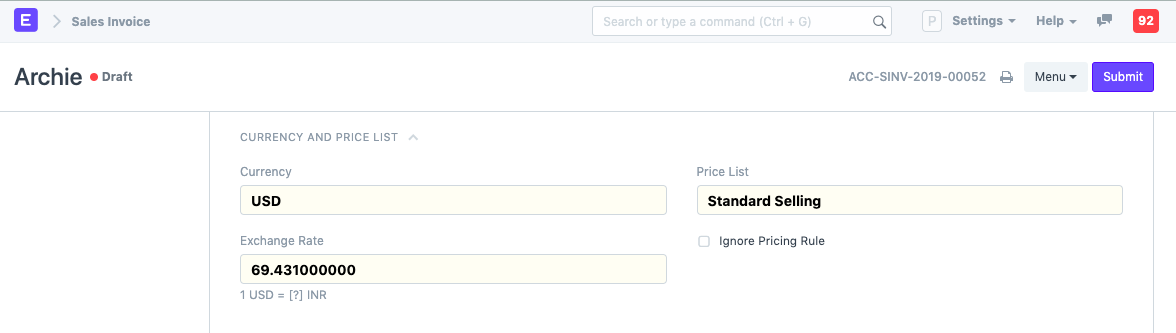 E Sales Invoice Search or type a command (Ctrl + G) P Settings Help 92
Archie Draft ACC-SINV-2019-00052 Menu Submit
CURRENCY AND PRICE LIST
Currency Price List
USD Standard Selling
Exchange Rate Ignore Pricing Rule
69.431000000
1 USD = [?] INR